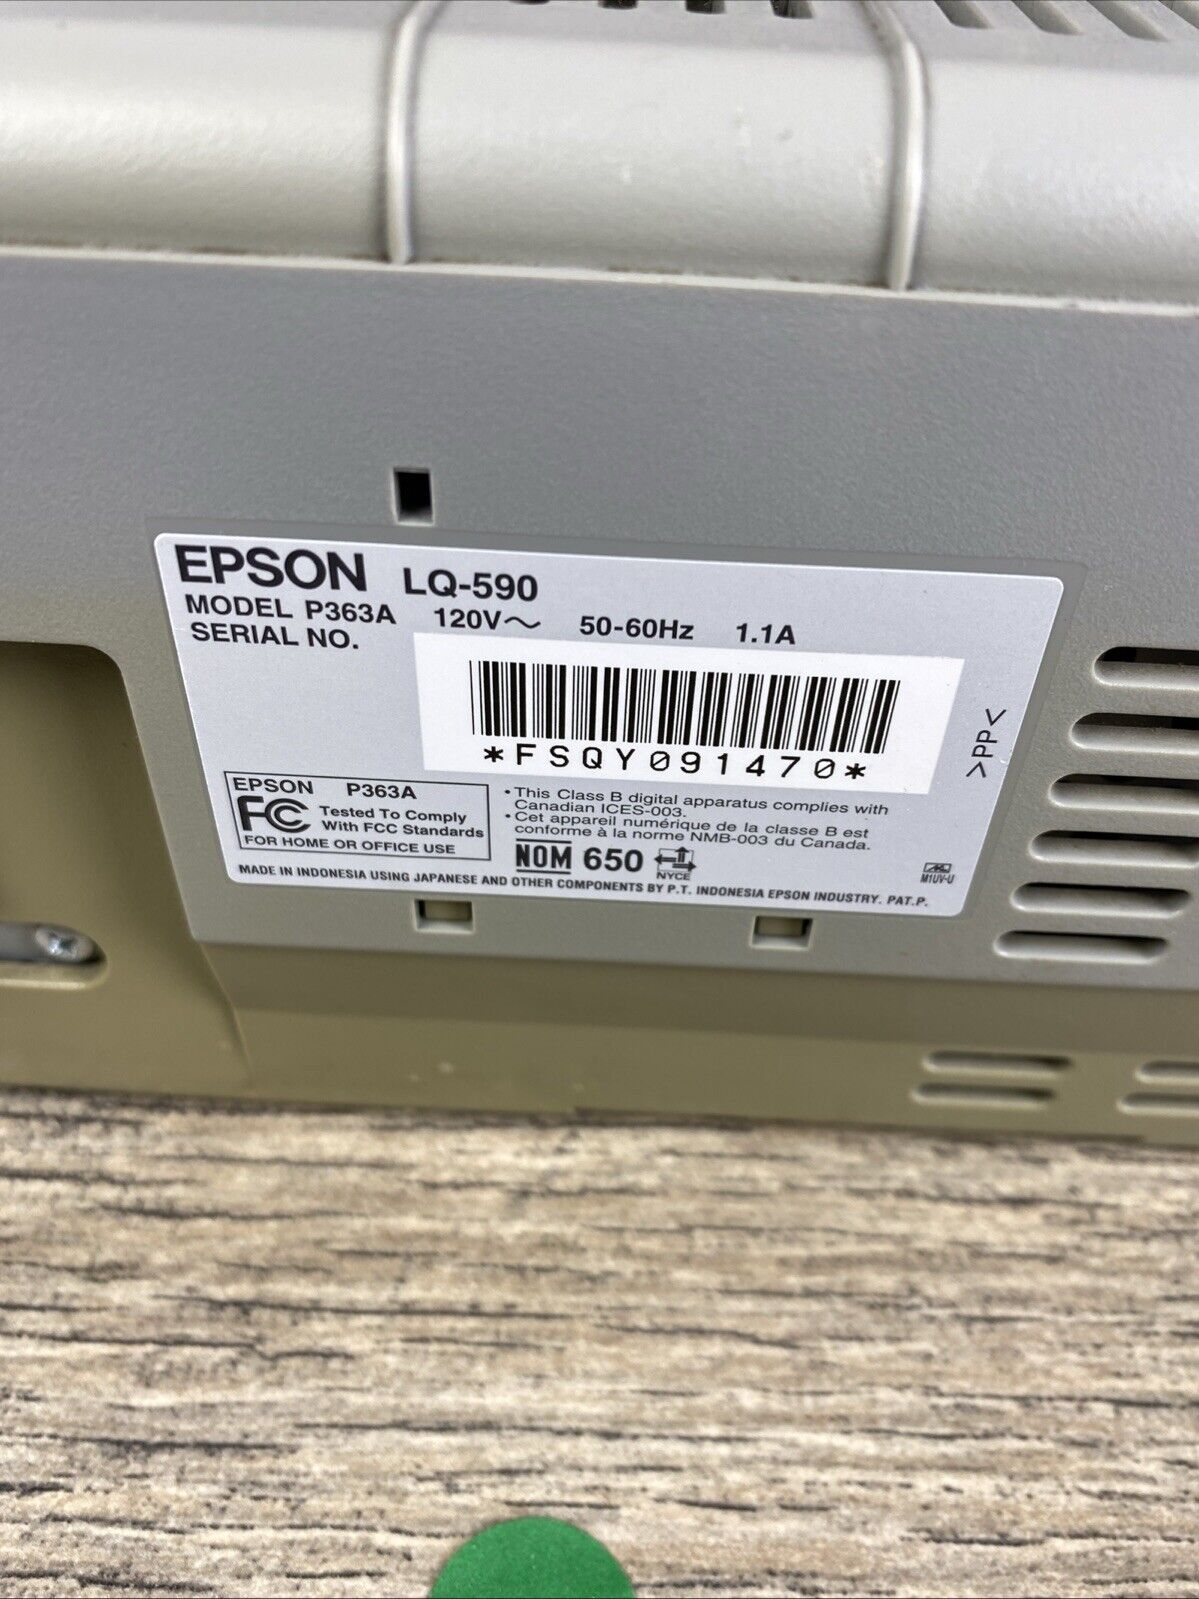 EPSON LQ-590
MODEL P363A 120V～ 50-60Hz 1.1A
SERIAL NO.
*FSQY091470*
>PP<
EPSON P363A
FC Tested To Comply
With FCC Standards
FOR HOME OR OFFICE USE
•This Class B digital apparatus complies with
Canadian ICES-003.
•Cet appareil numérique de la classe B est
conforme à la norme NMB-003 du Canada.
NOM 650 NYCE
M1UV-U
MADE IN INDONESIA USING JAPANESE AND OTHER COMPONENTS BY P.T. INDONESIA EPSON INDUSTRY. PAT.P.